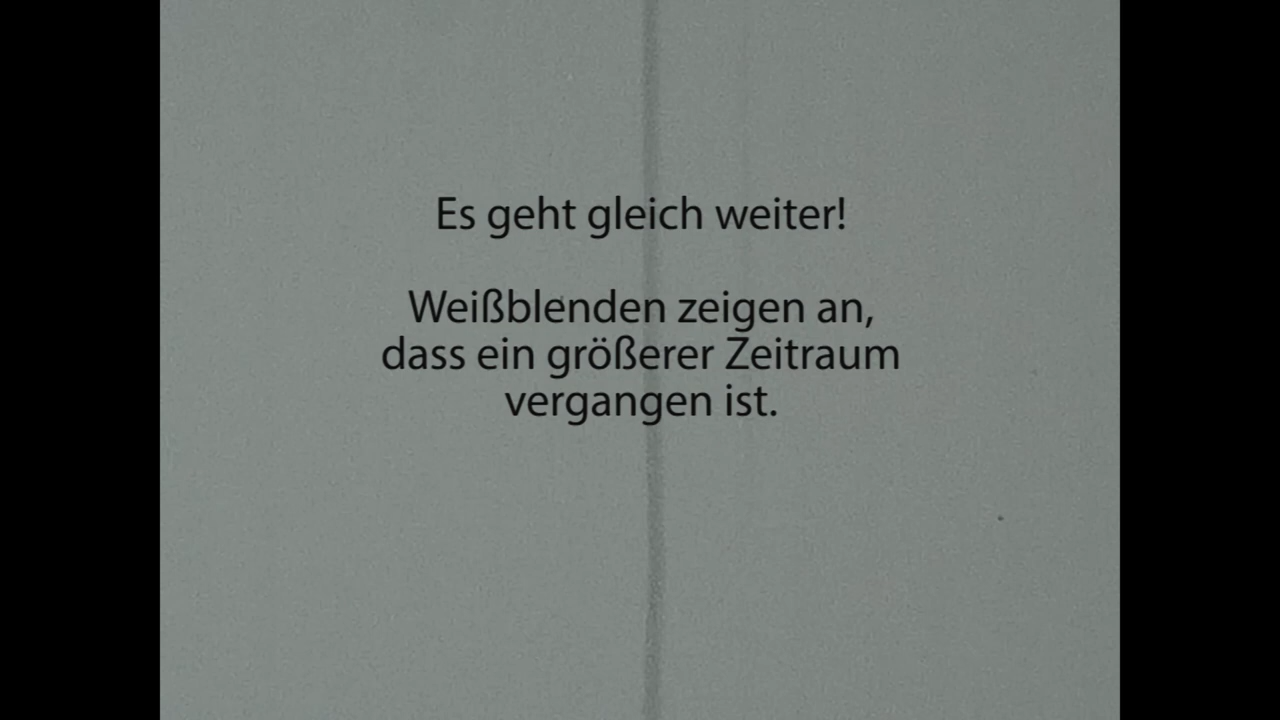 Es geht gleich weiter!
Weißblenden zeigen an,
dass ein größerer Zeitraum
vergangen ist.